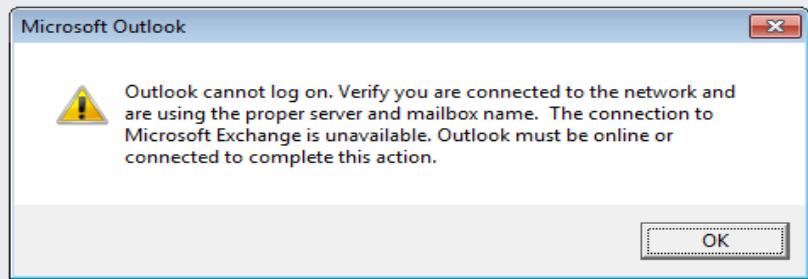 Microsoft Outlook
Outlook cannot log on. Verify you are connected to the network and
are using the proper server and mailbox name.  The connection to
Microsoft Exchange is unavailable. Outlook must be online or
connected to complete this action.
OK